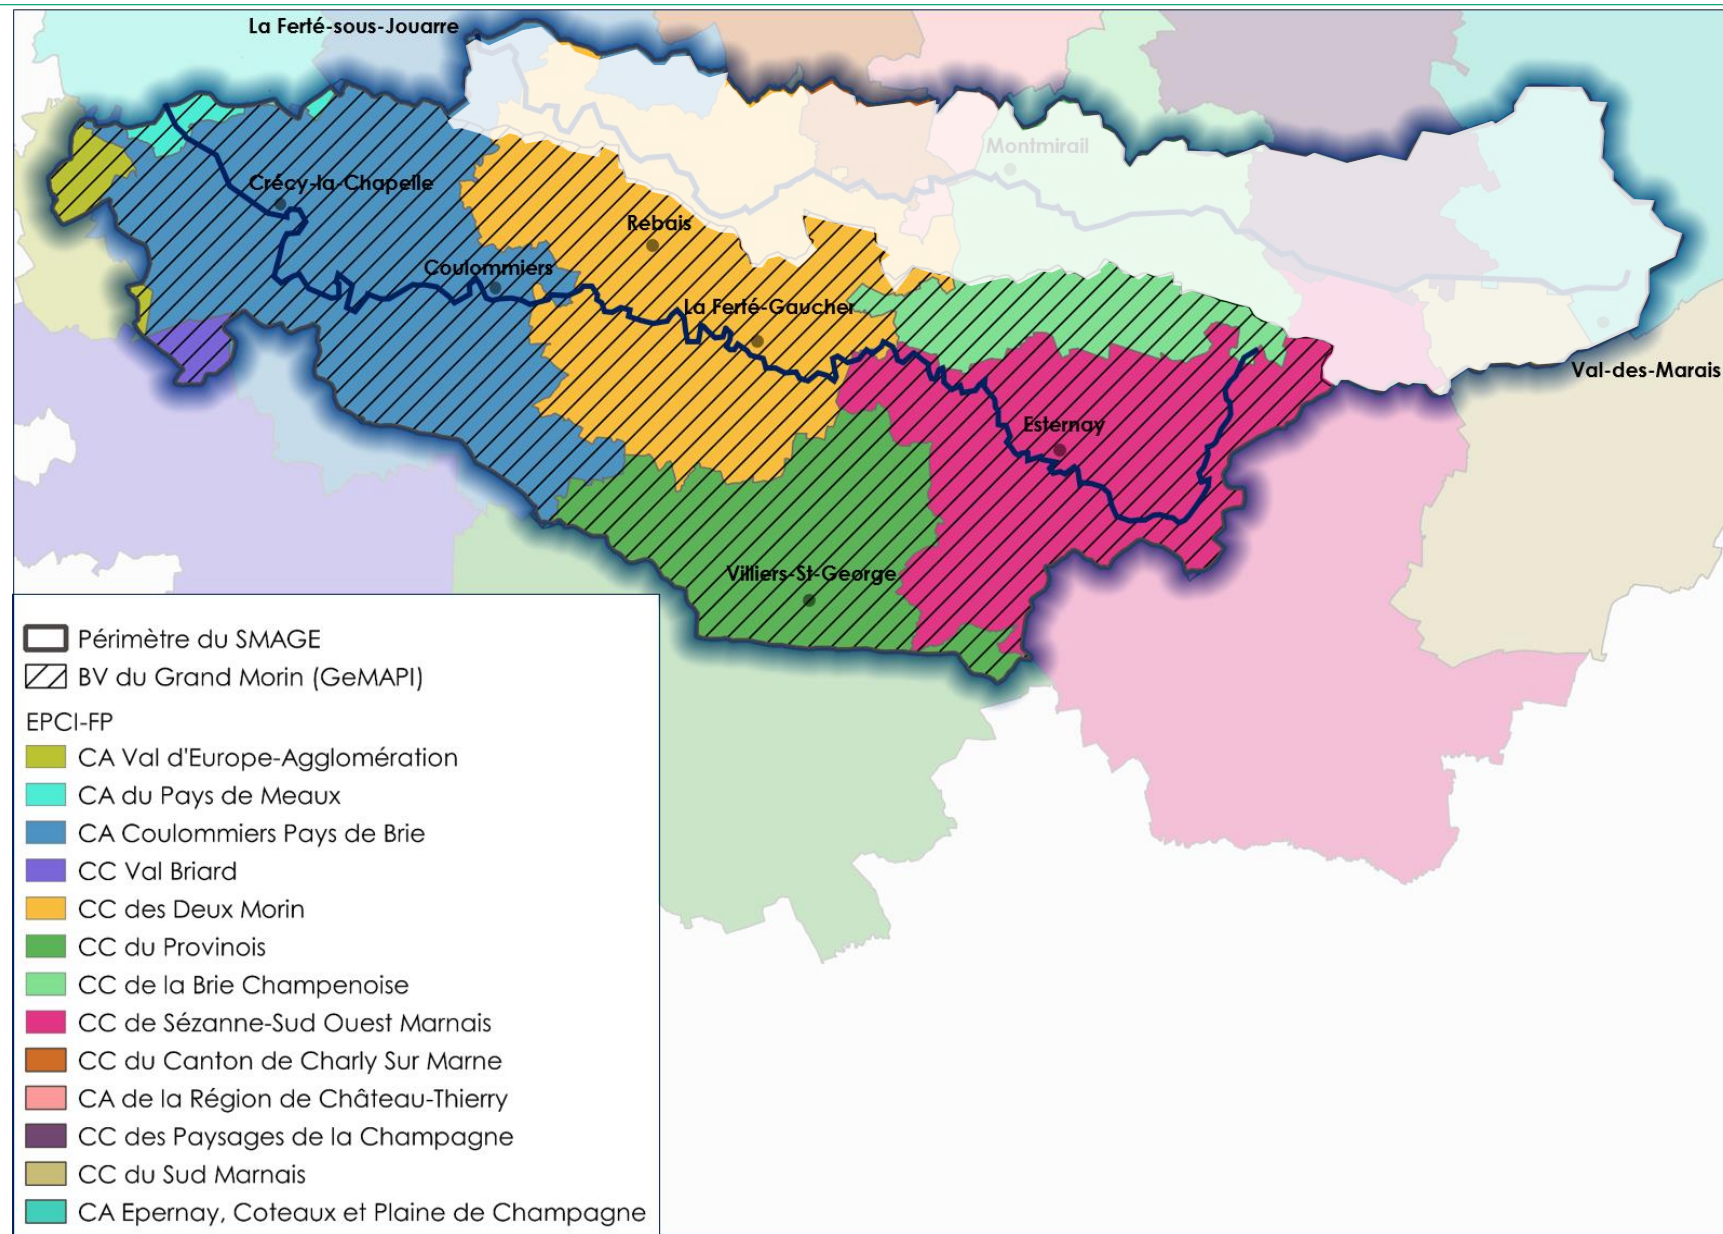 La Ferté-sous-Jouarre
Montmirail
Crécy-la-Chapelle
Rebais
Coulommiers
La Ferté-Gaucher
Val-des-Marais
Esternay
Villiers-St-George
Périmètre du SMAGE
BV du Grand Morin (GeMAPI)
EPCI-FP
CA Val d'Europe-Agglomération
CA du Pays de Meaux
CA Coulommiers Pays de Brie
CC Val Briard
CC des Deux Morin
CC du Provinois
CC de la Brie Champenoise
CC de Sézanne-Sud Ouest Marnais
CC du Canton de Charly Sur Marne
CA de la Région de Château-Thierry
CC des Paysages de la Champagne
CC du Sud Marnais
CA Epernay, Coteaux et Plaine de Champagne